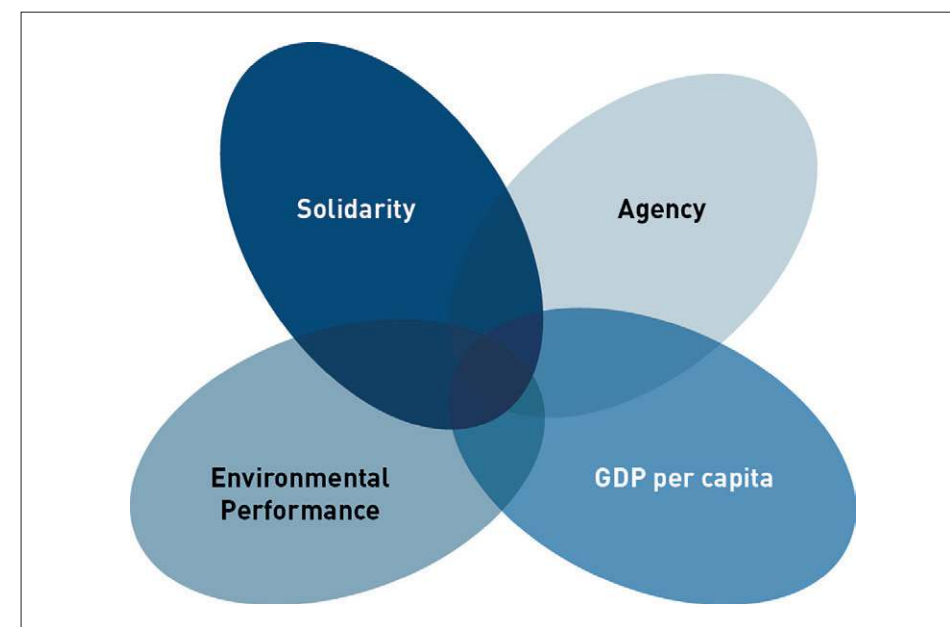 Solidarity
Agency
Environmental
Performance
GDP per capita